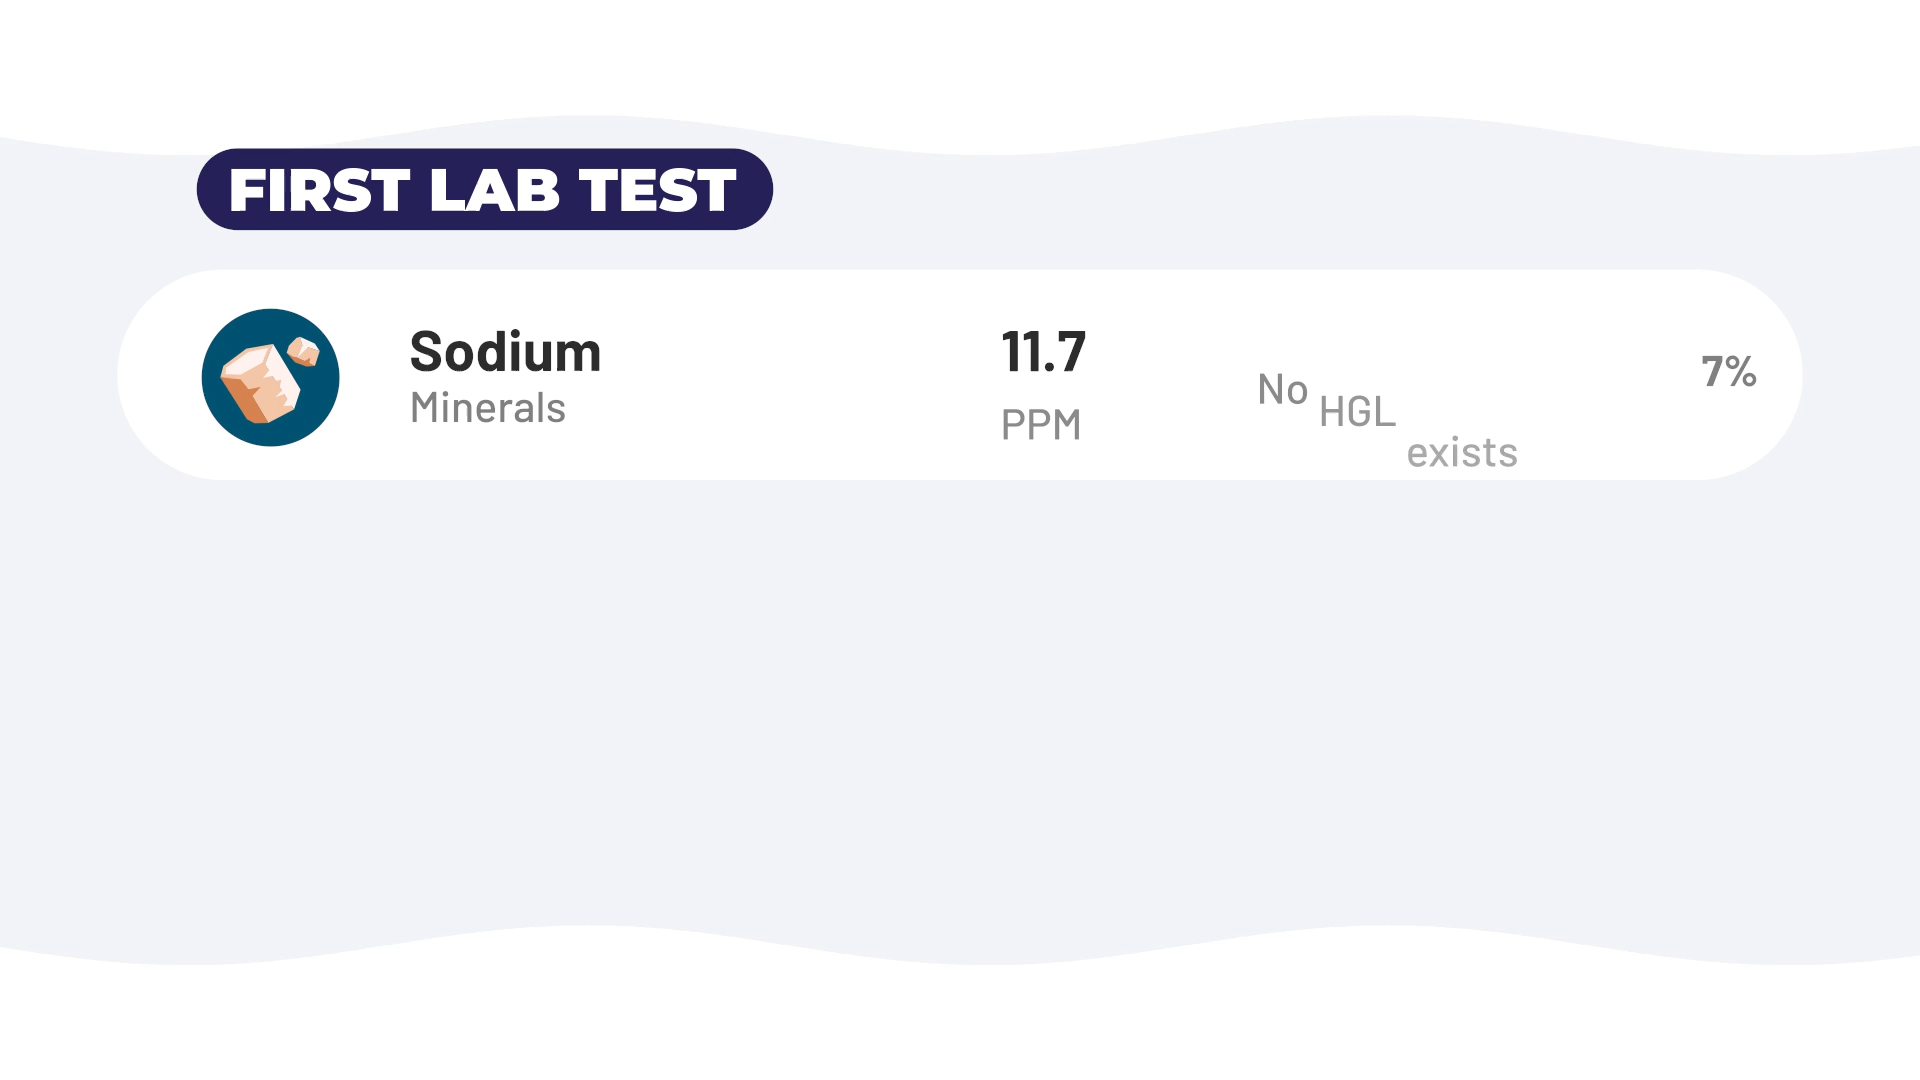 FIRST LAB TEST
Sodium
Minerals
11.7
PPM
No HGL exists
7%